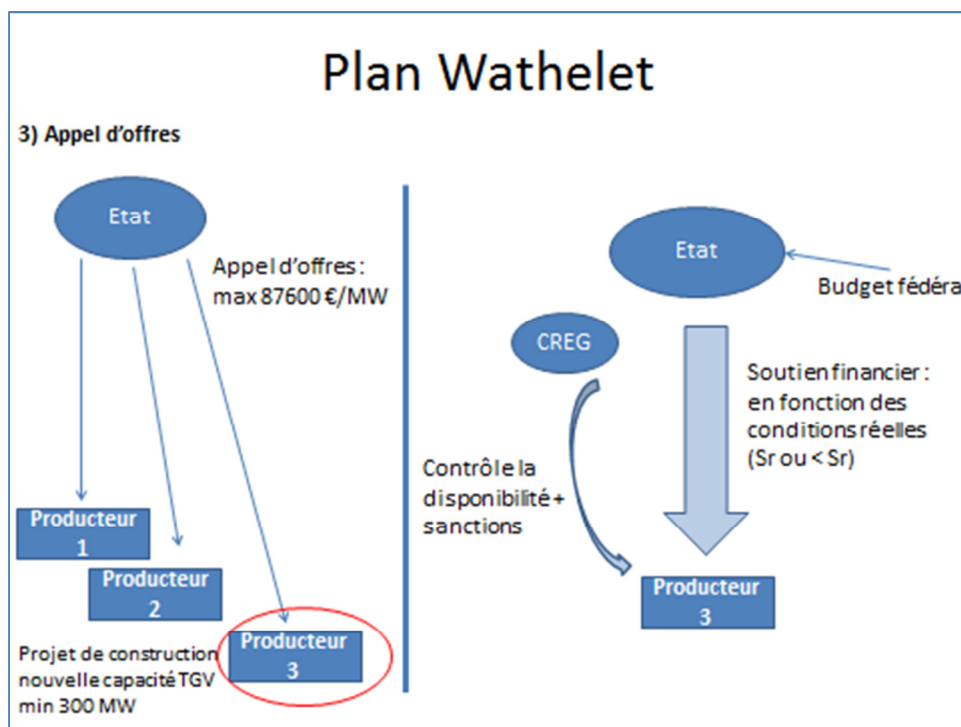 Plan Wathelet
3) Appel d'offres
Etat
Appel d'offres :
max 87600 €/MW
Producteur
1
Producteur
2
Producteur
3
Projet de construction
nouvelle capacité TGV
min 300 MW
Etat
Budget fédéra
CREG
Soutien financier :
en fonction des
conditions réelles
(Sr ou < Sr)
Contrôle la
disponibilité +
sanctions
Producteur
3